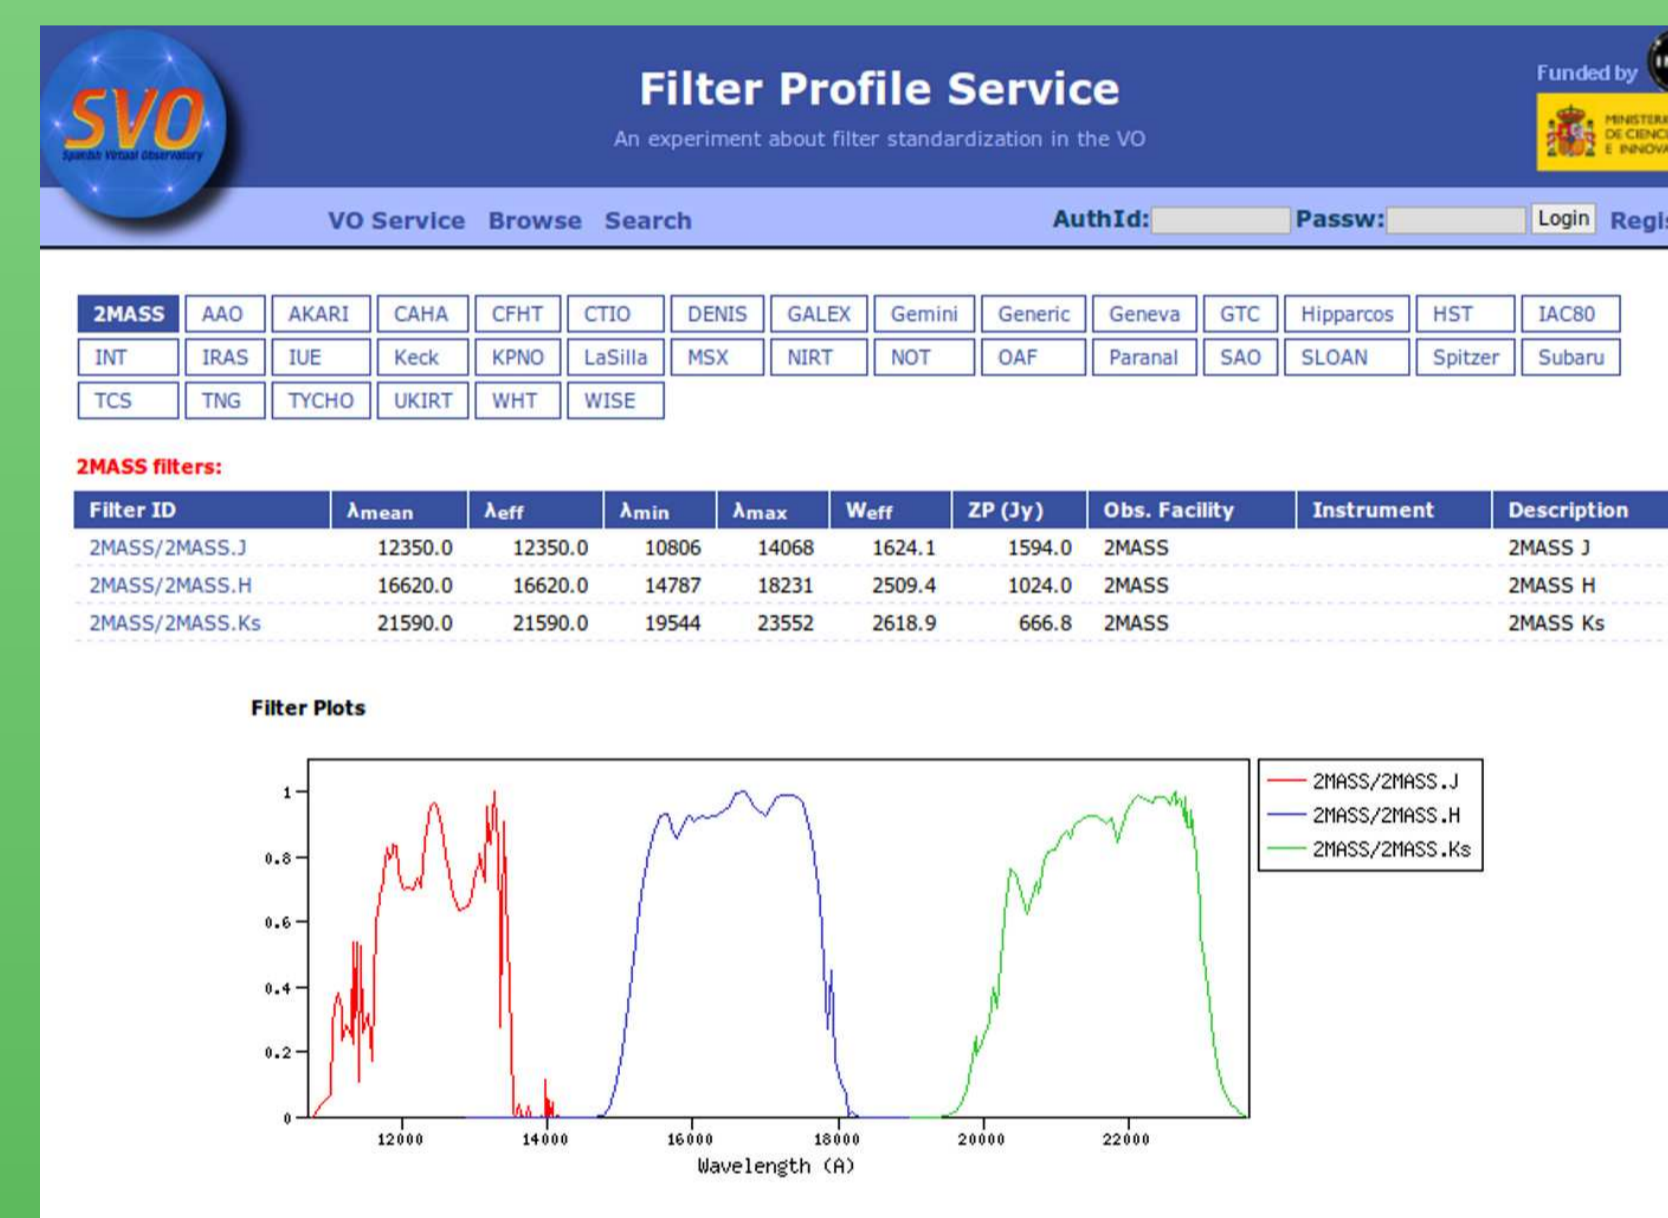 SVO
Spanish Virtual Observatory
Filter Profile Service
An experiment about filter standardization in the VO
Funded by
MINISTERI
DE CIENCI
E INNOVA
VO Service Browse Search AuthId: Passw: Login Regis
2MASS AAO AKARI CAHA CFHT CTIO DENIS GALEX Gemini Generic Geneva GTC Hipparcos HST IAC80
INT IRAS IUE Keck KPNO LaSilla MSX NIRT NOT OAF Paranal SAO SLOAN Spitzer Subaru
TCS TNG TYCHO UKIRT WHT WISE
2MASS filters:
Filter ID λmean λeff λmin λmax Weff ZP (Jy) Obs. Facility Instrument Description
2MASS/2MASS.J 12350.0 12350.0 10806 14068 1624.1 1594.0 2MASS 2MASS J
2MASS/2MASS.H 16620.0 16620.0 14787 18231 2509.4 1024.0 2MASS 2MASS H
2MASS/2MASS.Ks 21590.0 21590.0 19544 23552 2618.9 666.8 2MASS 2MASS Ks
Filter Plots
2MASS/2MASS.J
2MASS/2MASS.H
2MASS/2MASS.Ks
1
0.8
0.6
0.4
0.2
0
12000 14000 16000 18000 20000 22000
Wavelength (A)